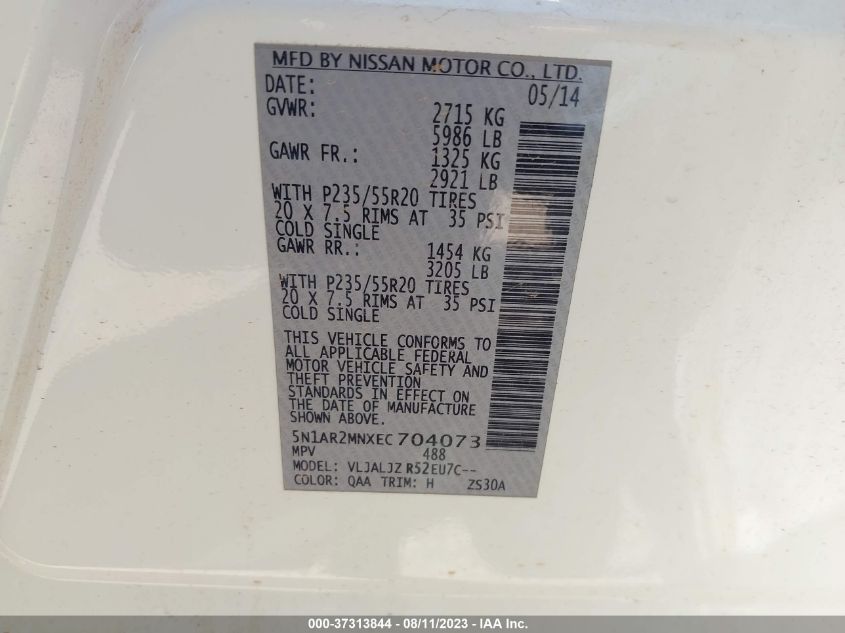 MFD BY NISSAN MOTOR CO., LTD.
DATE: 05/14
GVWR: 2715 KG
5986 LB
GAWR FR.: 1325 KG
2921 LB
WITH P235/55R20 TIRES
20 X 7.5 RIMS AT 35 PSI
COLD SINGLE
GAWR RR.: 1454 KG
3205 LB
WITH P235/55R20 TIRES
20 X 7.5 RIMS AT 35 PSI
COLD SINGLE
THIS VEHICLE CONFORMS TO
ALL APPLICABLE FEDERAL
MOTOR VEHICLE SAFETY AND
THEFT PREVENTION
STANDARDS IN EFFECT ON
THE DATE OF MANUFACTURE
SHOWN ABOVE.
5N1AR2MNXEC704073
MPV 488
MODEL: VLJALJZ R52EU7C--
COLOR: QAA TRIM: H ZS30A
000-37313844 - 08/11/2023 - IAA Inc.